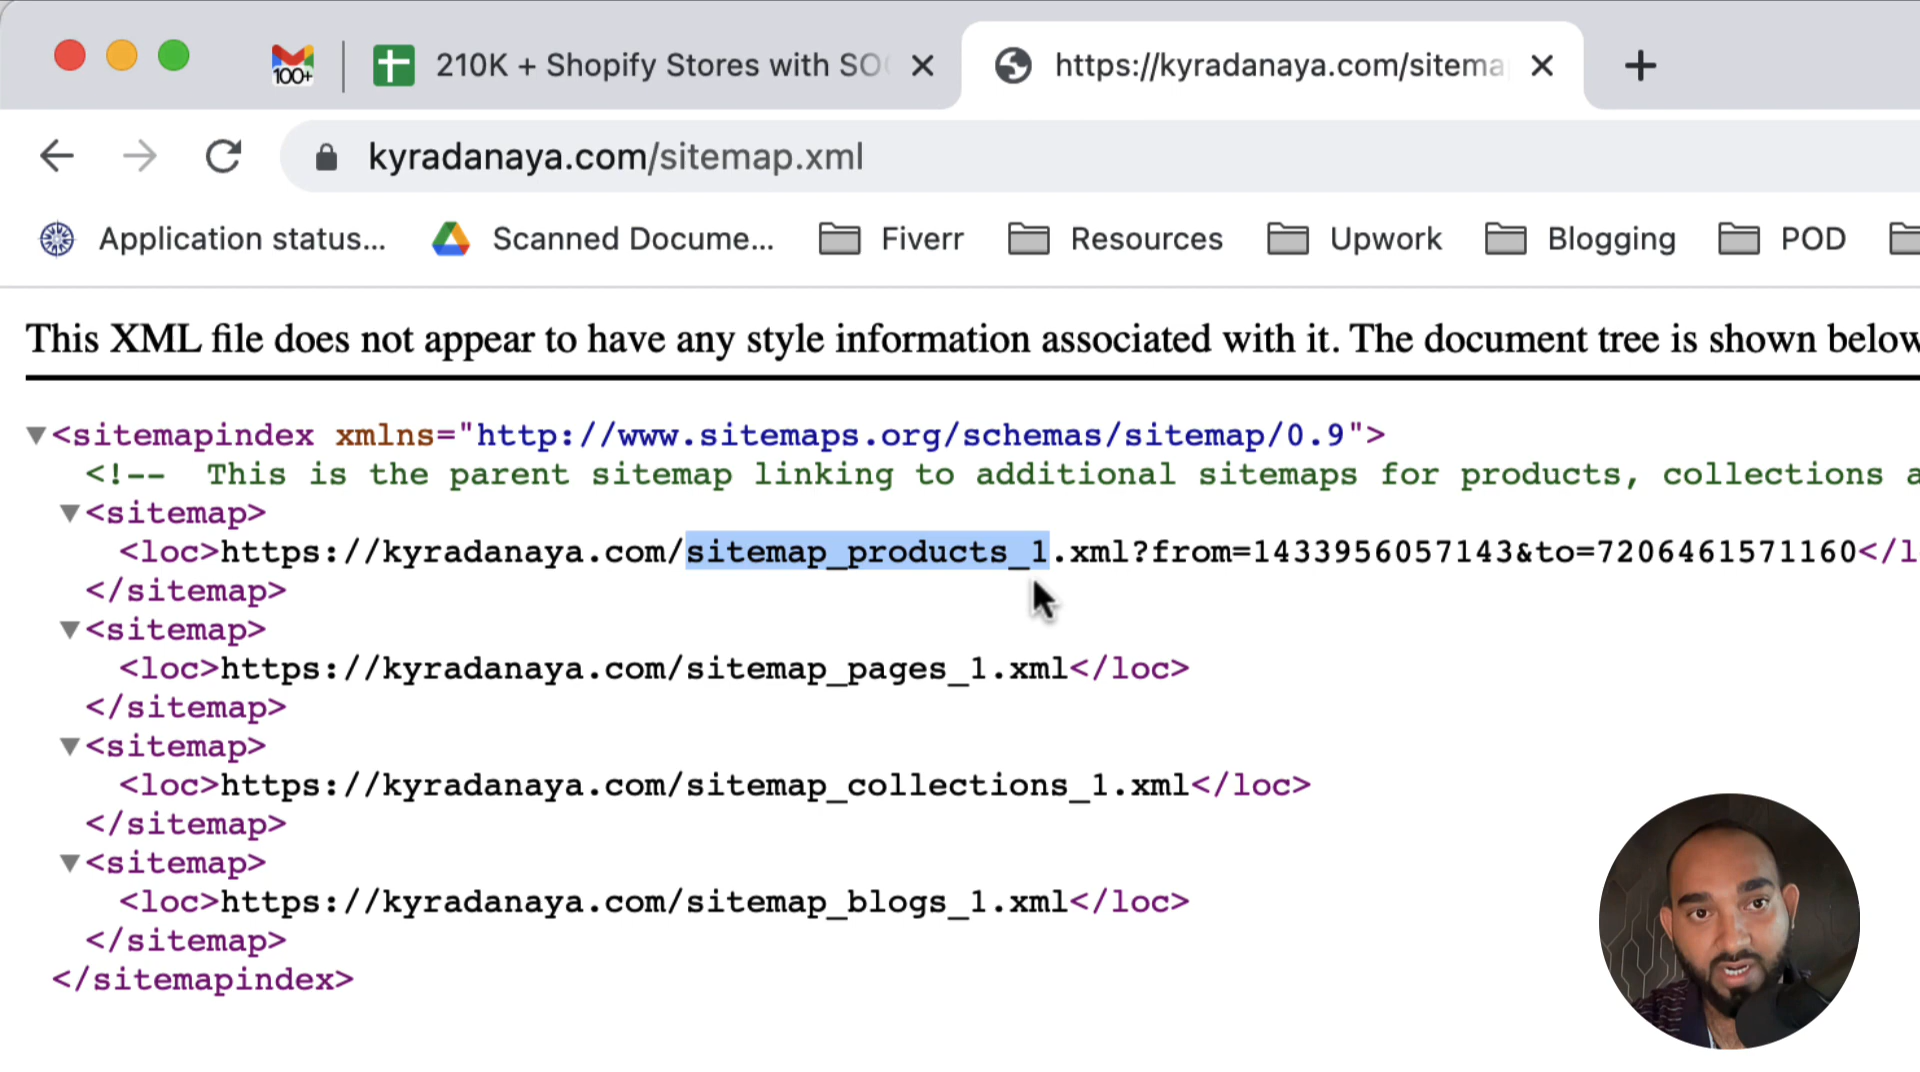 100+
210K + Shopify Stores with SO
https://kyradanaya.com/sitema
kyradanaya.com/sitemap.xml
Application status...
Scanned Docume...
Fiverr
Resources
Upwork
Blogging
POD
This XML file does not appear to have any style information associated with it. The document tree is shown below
<sitemapindex xmlns="http://www.sitemaps.org/schemas/sitemap/0.9">
<!-- This is the parent sitemap linking to additional sitemaps for products, collections a
<sitemap>
<loc>https://kyradanaya.com/sitemap_products_1.xml?from=1433956057143&to=7206461571160</l
</sitemap>
<sitemap>
<loc>https://kyradanaya.com/sitemap_pages_1.xml</loc>
</sitemap>
<sitemap>
<loc>https://kyradanaya.com/sitemap_collections_1.xml</loc>
</sitemap>
<sitemap>
<loc>https://kyradanaya.com/sitemap_blogs_1.xml</loc>
</sitemap>
</sitemapindex>